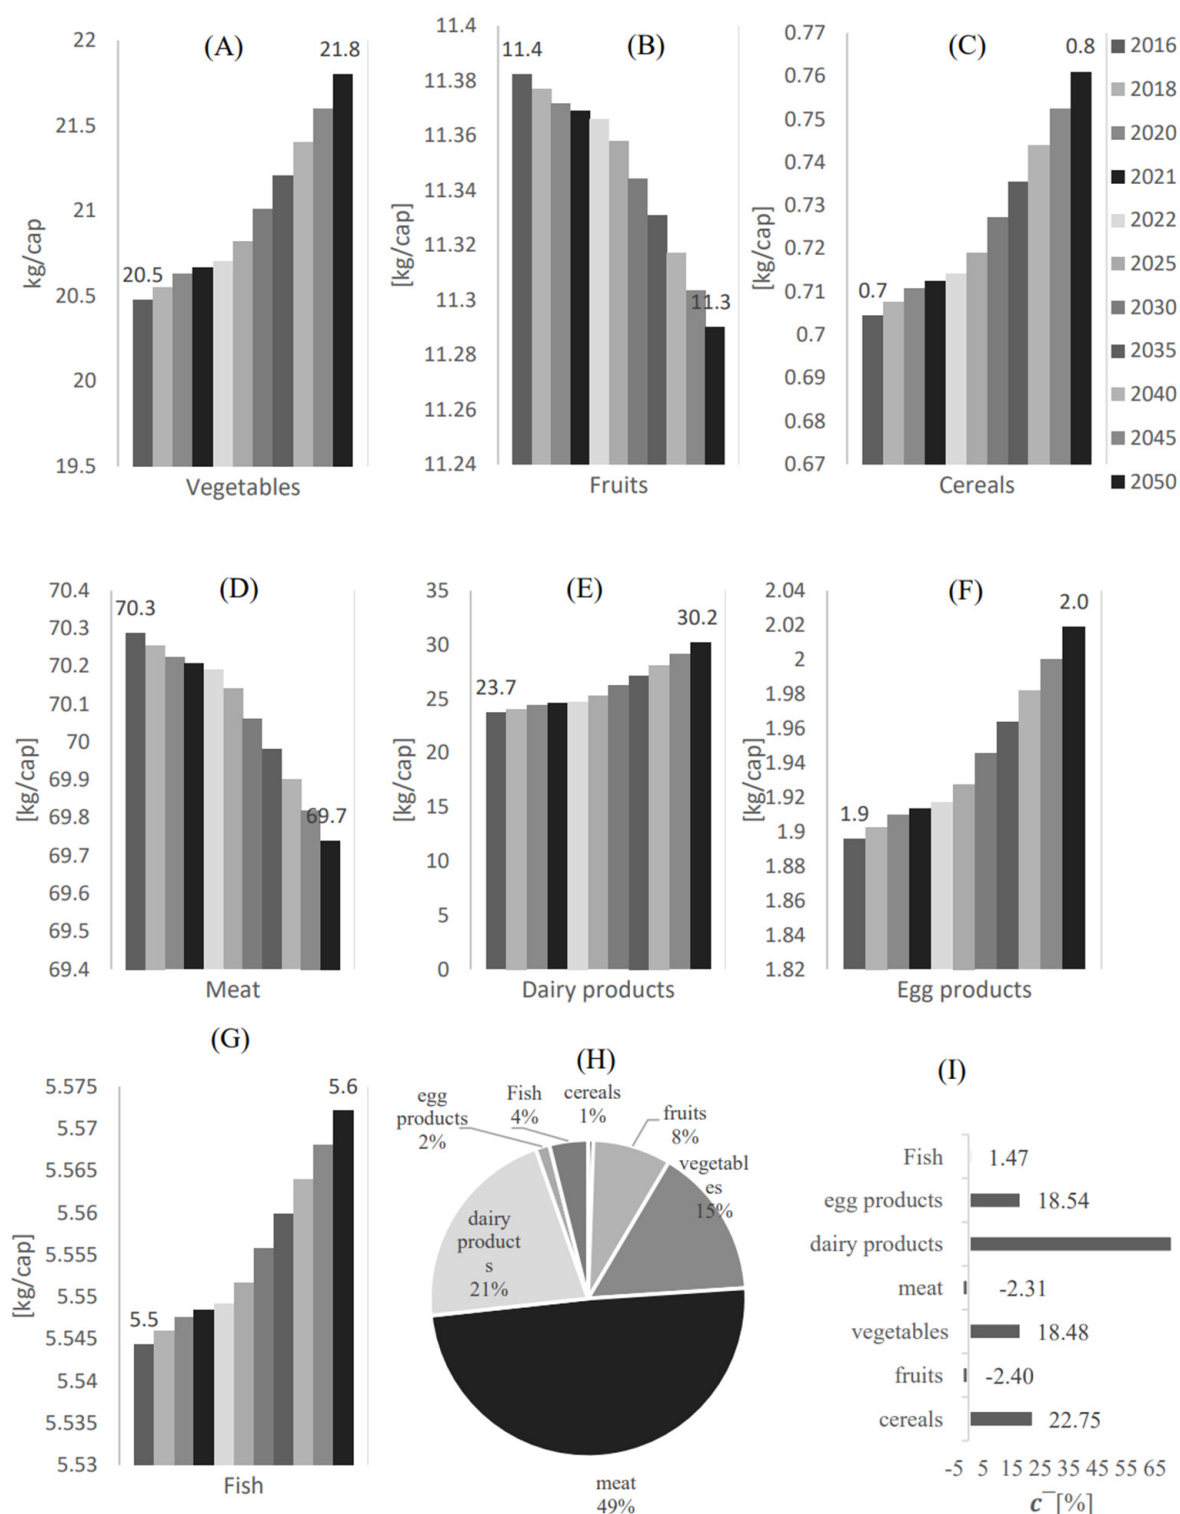 (A)
22
21.5
21
20.5
20
19.5
kg/cap
20.5
21.8
Vegetables
(B)
11.4
11.38
11.36
11.34
11.32
11.3
11.28
11.26
11.24
[kg/cap]
11.4
11.3
Fruits
(C)
0.77
0.76
0.75
0.74
0.73
0.72
0.71
0.7
0.69
0.68
0.67
[kg/cap]
0.7
0.8
Cereals
2016
2018
2020
2021
2022
2025
2030
2035
2040
2045
2050
(D)
70.4
70.3
70.2
70.1
70
69.9
69.8
69.7
69.6
69.5
69.4
[kg/cap]
70.3
69.7
Meat
(E)
35
30
25
20
15
10
5
0
[kg/cap]
23.7
30.2
Dairy products
(F)
2.04
2.02
2
1.98
1.96
1.94
1.92
1.9
1.88
1.86
1.84
1.82
[kg/cap]
1.9
2.0
Egg products
(G)
5.575
5.57
5.565
5.56
5.555
5.55
5.545
5.54
5.535
5.53
[kg/cap]
5.5
5.6
Fish
(H)
egg
products
2%
Fish
4%
cereals
1%
fruits
8%
vegetabl
es
15%
dairy
product
s
21%
meat
49%
(I)
Fish 1.47
egg products 18.54
dairy products
meat -2.31
vegetables 18.48
fruits -2.40
cereals 22.75
-5 5 15 25 35 45 55 65
c¯[%]